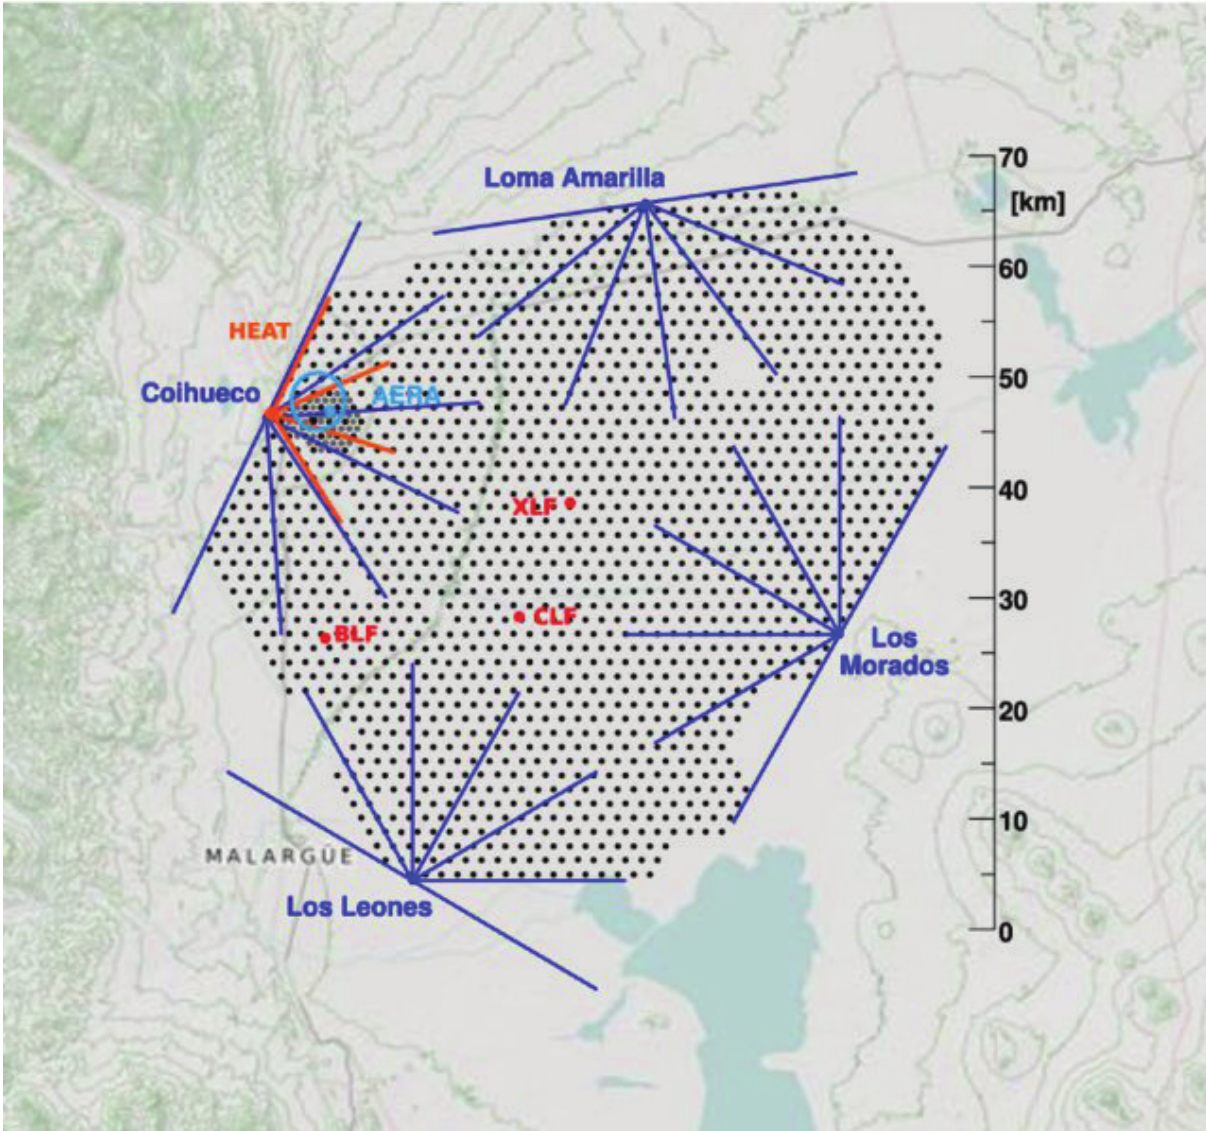 70
Loma Amarilla
[km]
60
HEAT
50
Coihueco
AERA
40
XLF
30
CLF
BLF
Los
Morados
20
10
MALARGÜE
Los Leones
0